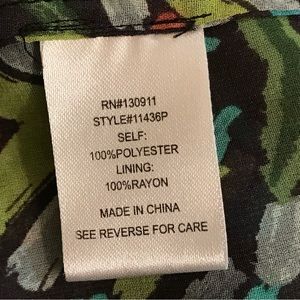 RN#130911
STYLE#11436P
SELF:
100%POLYESTER
LINING:
100%RAYON
MADE IN CHINA
SEE REVERSE FOR CARE